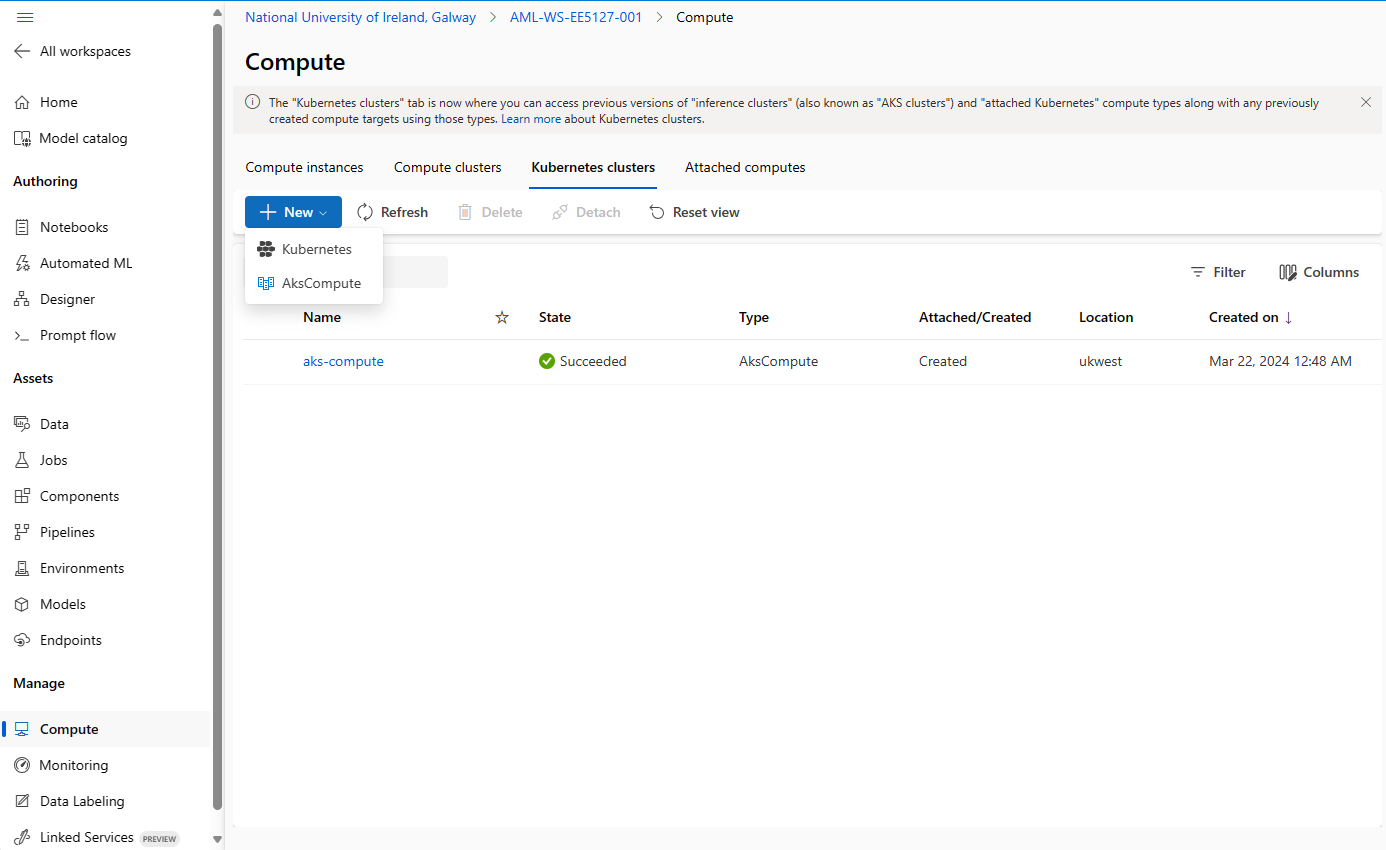 All workspaces
Home
Model catalog
Authoring
Notebooks
Automated ML
Designer
Prompt flow
Assets
Data
Jobs
Components
Pipelines
Environments
Models
Endpoints
Manage
Compute
Monitoring
Data Labeling
Linked Services PREVIEW
National University of Ireland, Galway > AML-WS-EE5127-001 > Compute
Compute
The "Kubernetes clusters" tab is now where you can access previous versions of "inference clusters" (also known as "AKS clusters") and "attached Kubernetes" compute types along with any previously
created compute targets using those types. Learn more about Kubernetes clusters.
Compute instances Compute clusters Kubernetes clusters Attached computes
New Refresh Delete Detach Reset view
Kubernetes
AksCompute
Filter Columns
Name State Type Attached/Created Location Created on ↓
aks-compute Succeeded AksCompute Created ukwest Mar 22, 2024 12:48 AM